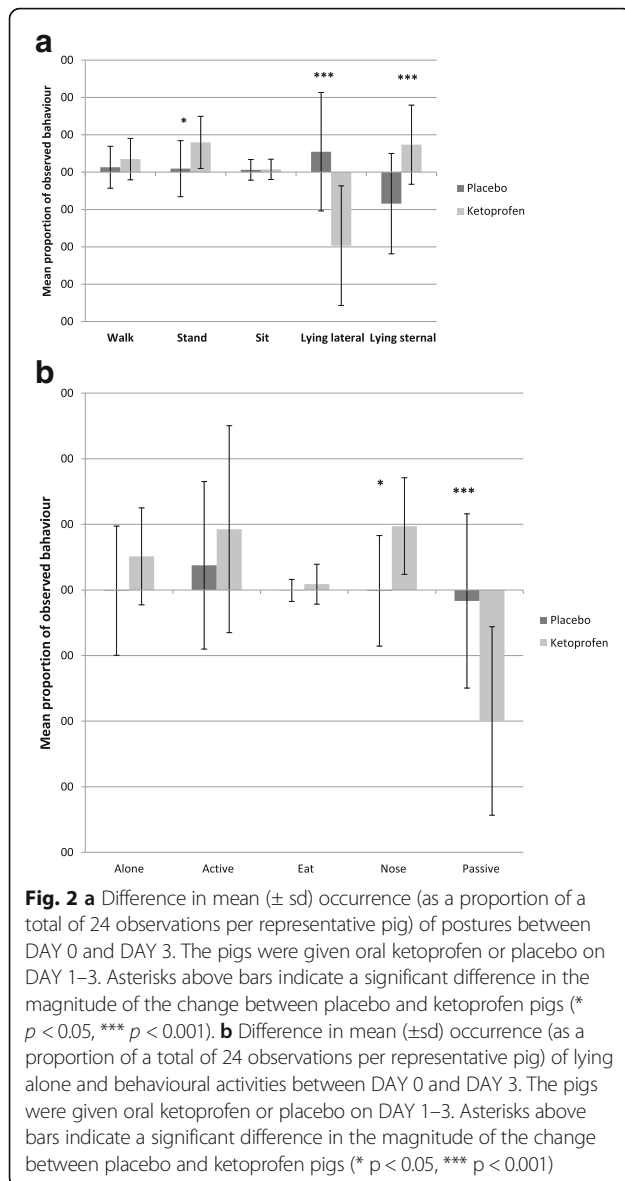 a
Mean proportion of observed bahaviour
00
00
00
00
00
00
00
00
*
***
***
Placebo
Ketoprofen
Walk Stand Sit Lying lateral Lying sternal
b
Mean proportion of observed bahaviour
00
00
00
00
00
00
00
00
*
***
Placebo
Ketoprofen
Alone Active Eat Nose Passive
Fig. 2 a Difference in mean (± sd) occurrence (as a proportion of a
total of 24 observations per representative pig) of postures between
DAY 0 and DAY 3. The pigs were given oral ketoprofen or placebo on
DAY 1–3. Asterisks above bars indicate a significant difference in the
magnitude of the change between placebo and ketoprofen pigs (*
p < 0.05, *** p < 0.001). b Difference in mean (±sd) occurrence (as a
proportion of a total of 24 observations per representative pig) of lying
alone and behavioural activities between DAY 0 and DAY 3. The pigs
were given oral ketoprofen or placebo on DAY 1–3. Asterisks above
bars indicate a significant difference in the magnitude of the change
between placebo and ketoprofen pigs (* p < 0.05, *** p < 0.001)